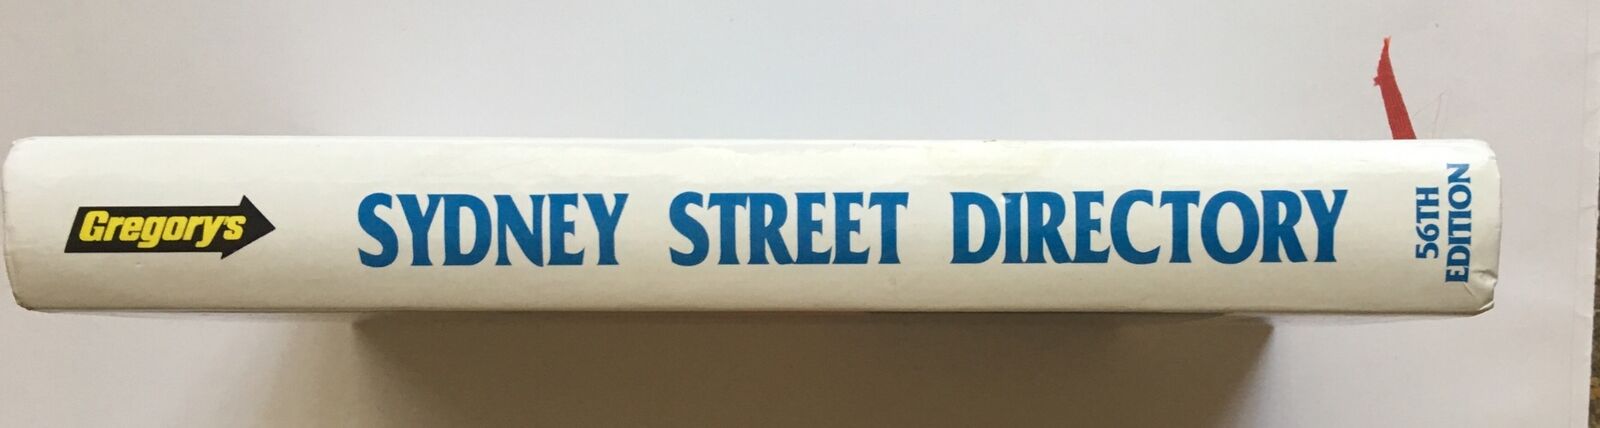 Gregory's
SYDNEY STREET DIRECTORY
56TH
EDITION